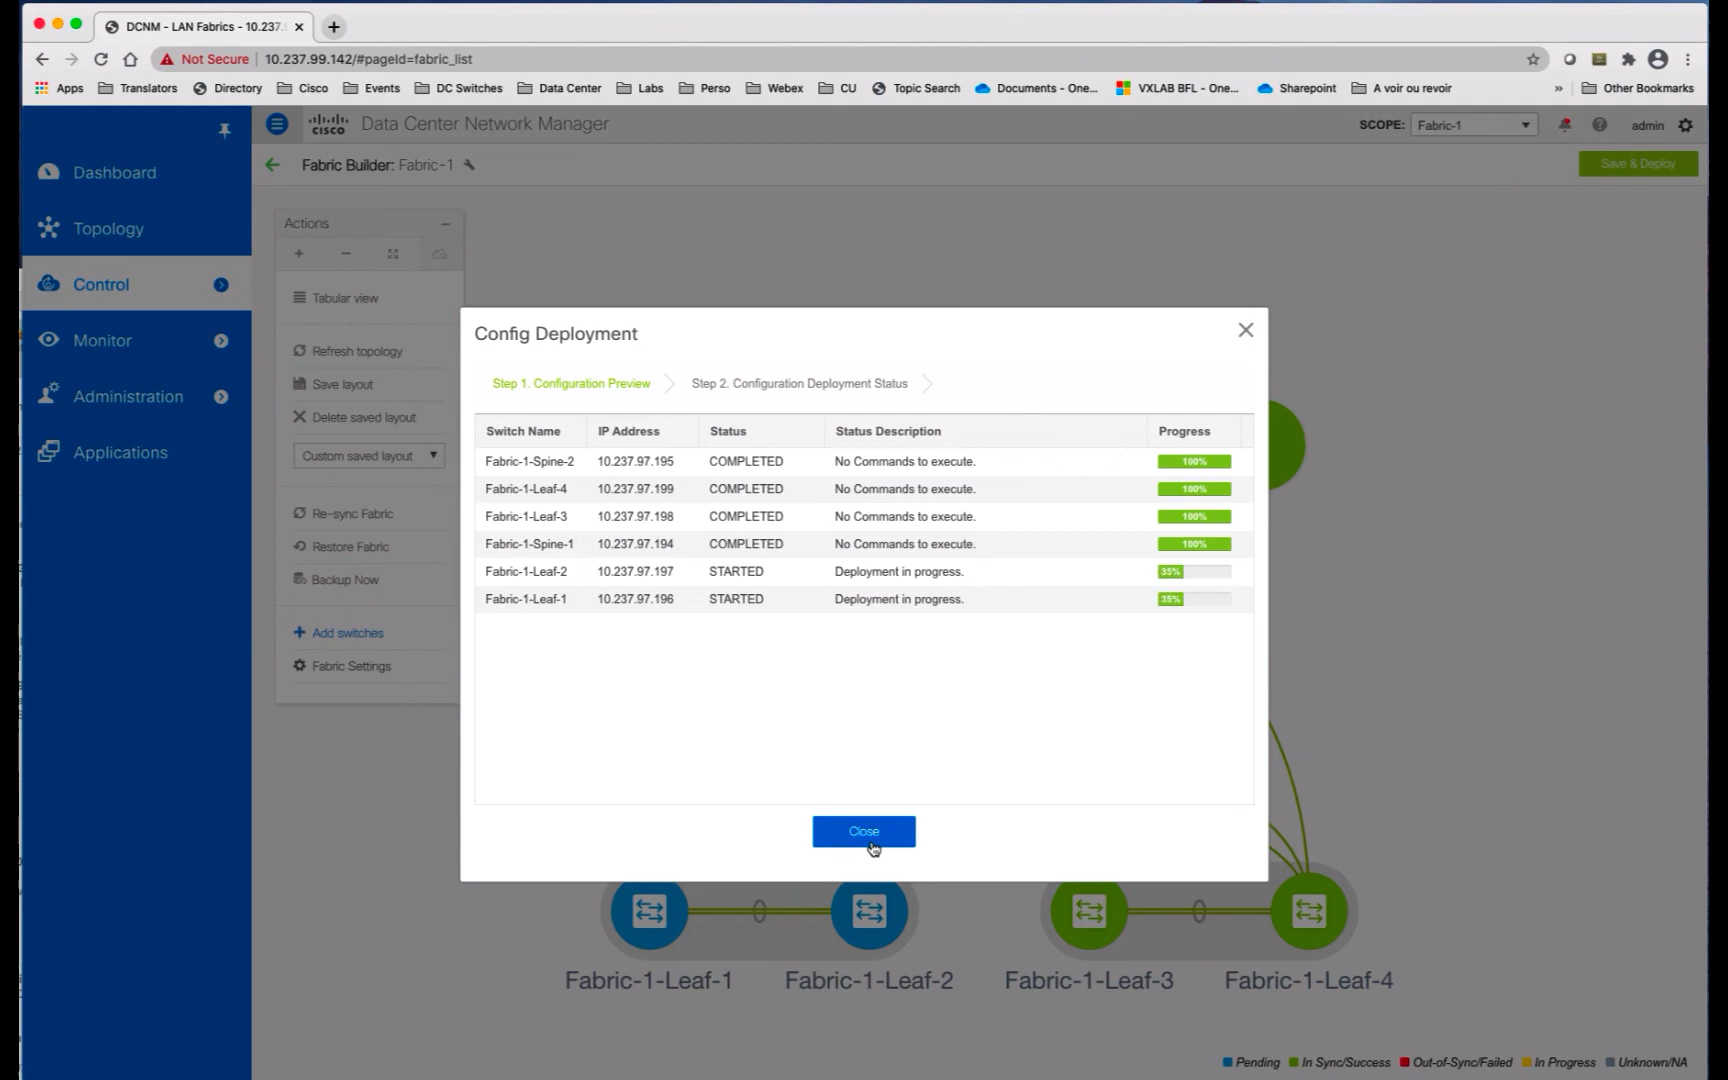 DCNM - LAN Fabrics - 10.237.9
Not Secure 10.237.99.142/#pageId=fabric_list
Apps Translators Directory Cisco Events DC Switches Data Center Labs Perso Webex CU Topic Search Documents - One... VXLAB BFL - One... Sharepoint A voir ou revoir » Other Bookmarks
CISCO Data Center Network Manager SCOPE: Fabric-1 admin
Fabric Builder: Fabric-1 Save & Deploy
Dashboard
Topology
Control
Monitor
Administration
Applications
Actions
Tabular view
Refresh topology
Save layout
Delete saved layout
Custom saved layout
Re-sync Fabric
Restore Fabric
Backup Now
Add switches
Fabric Settings
Config Deployment
Step 1. Configuration Preview Step 2. Configuration Deployment Status
Switch Name IP Address Status Status Description Progress
Fabric-1-Spine-2 10.237.97.195 COMPLETED No Commands to execute. 100%
Fabric-1-Leaf-4 10.237.97.199 COMPLETED No Commands to execute. 100%
Fabric-1-Leaf-3 10.237.97.198 COMPLETED No Commands to execute. 100%
Fabric-1-Spine-1 10.237.97.194 COMPLETED No Commands to execute. 100%
Fabric-1-Leaf-2 10.237.97.197 STARTED Deployment in progress. 35%
Fabric-1-Leaf-1 10.237.97.196 STARTED Deployment in progress. 35%
Close
Fabric-1-Leaf-1 Fabric-1-Leaf-2 Fabric-1-Leaf-3 Fabric-1-Leaf-4
Pending In Sync/Success Out-of-Sync/Failed In Progress Unknown/NA